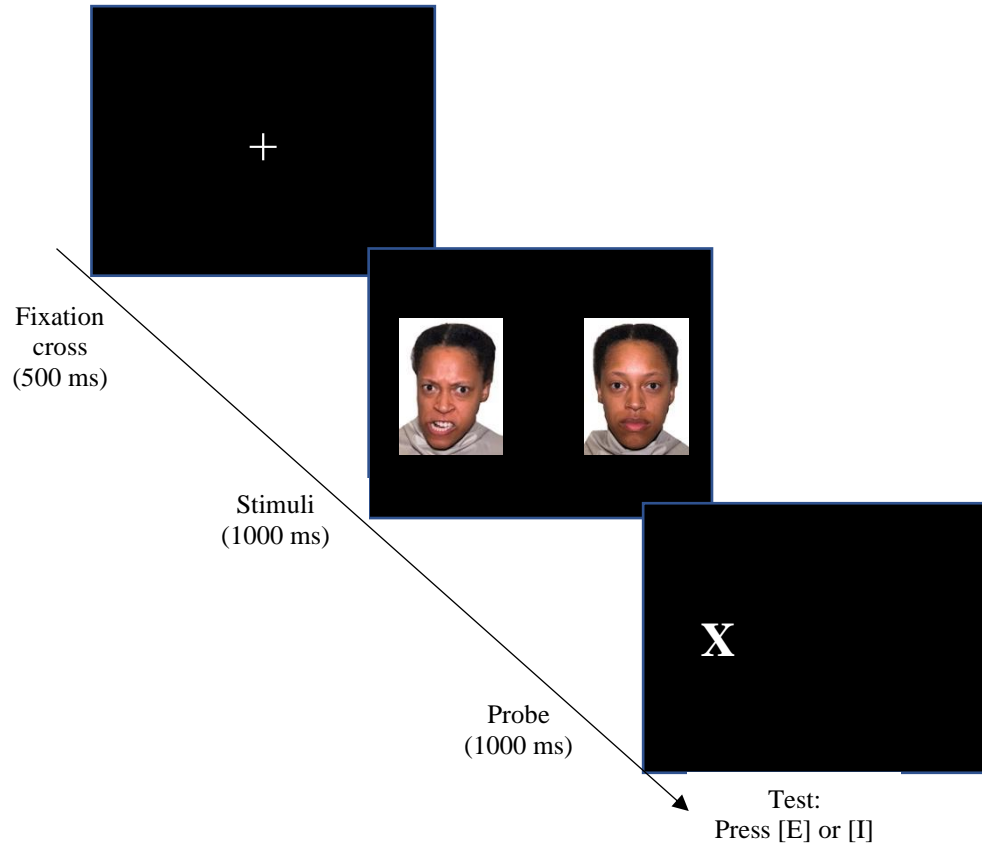 Fixation
cross
(500 ms)
Stimuli
(1000 ms)
X
Probe
(1000 ms)
Test:
Press [E] or [I]